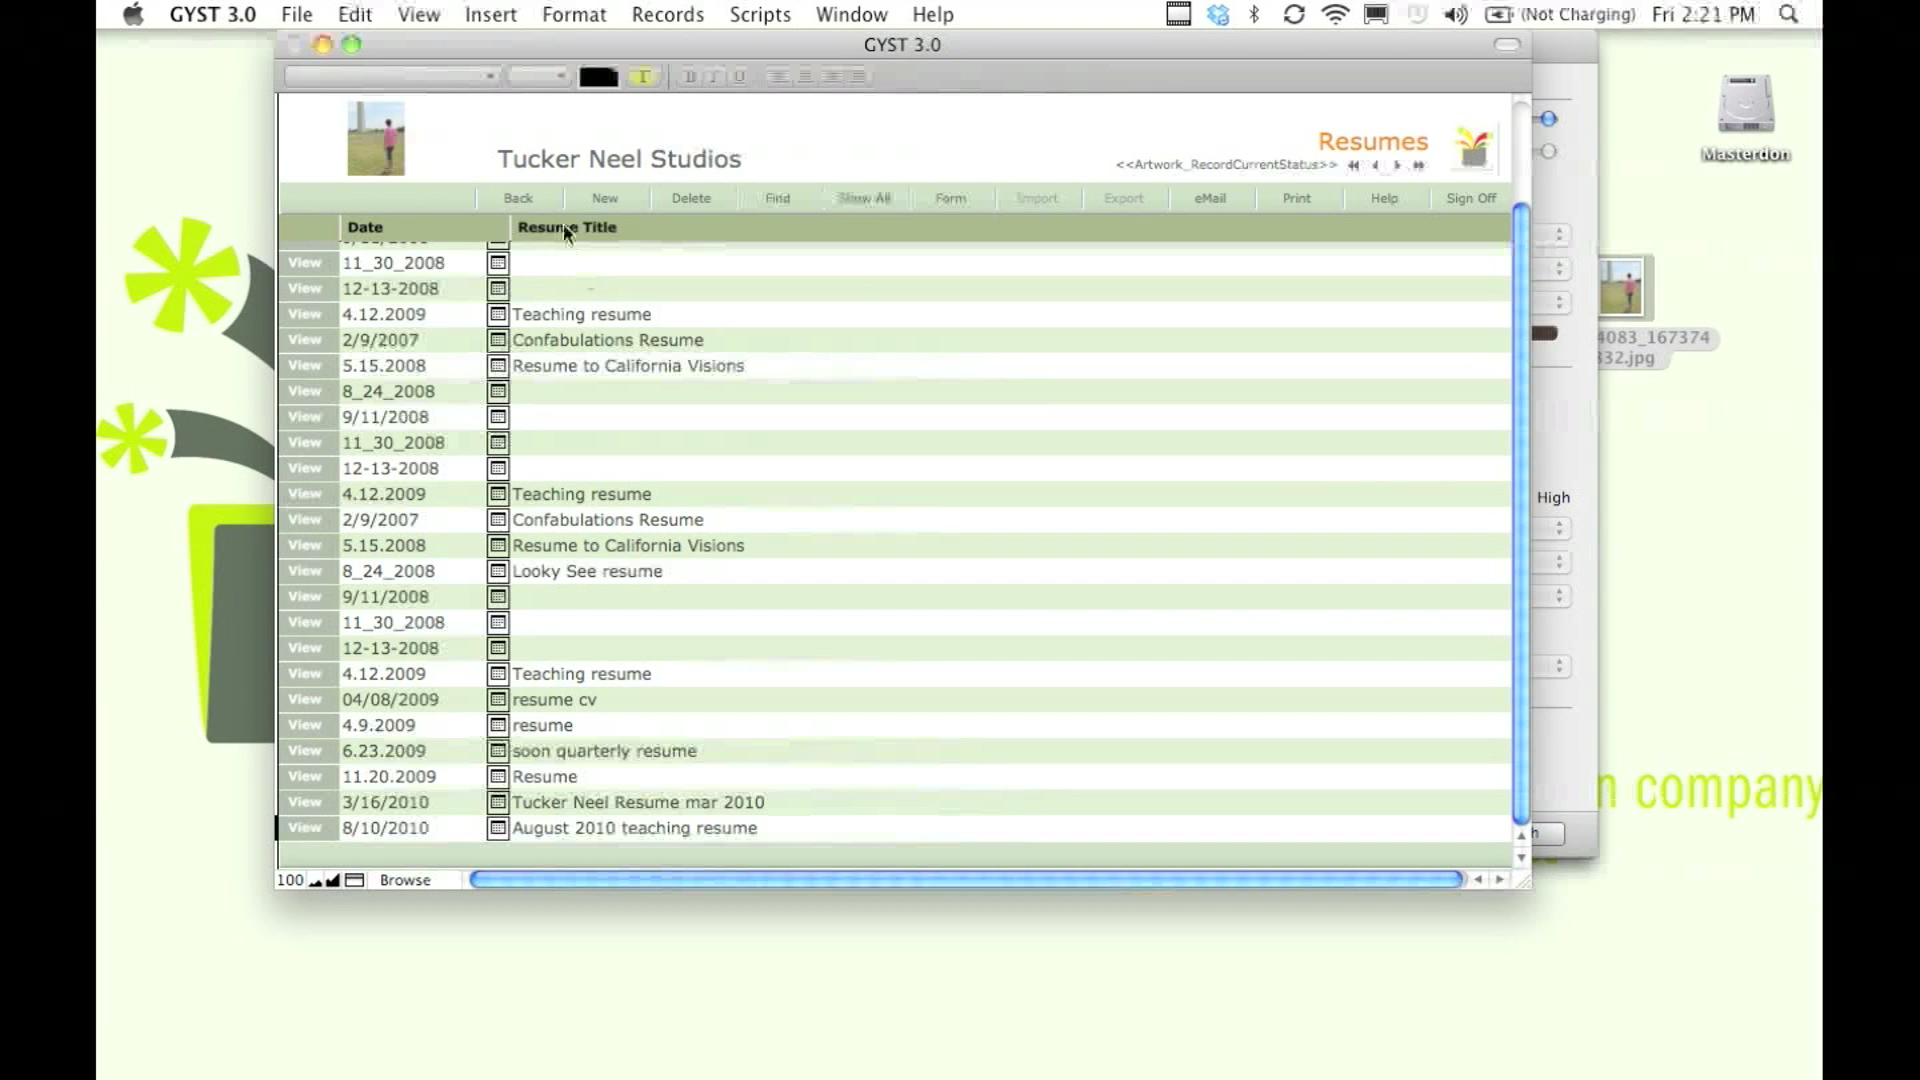 GYST 3.0 File Edit View Insert Format Records Scripts Window Help (Not Charging) Fri 2:21 PM
GYST 3.0
T B I U
Masterdon
Tucker Neel Studios
Resumes
<<Artwork_RecordCurrentStatus>>
Back New Delete Find Show All Form Import Export eMail Print Help Sign Off
Date Resume Title
View 11_30_2008
View 12-13-2008 -
View 4.12.2009 Teaching resume
View 2/9/2007 Confabulations Resume
View 5.15.2008 Resume to California Visions
View 8_24_2008
View 9/11/2008
View 11_30_2008
View 12-13-2008
View 4.12.2009 Teaching resume
View 2/9/2007 Confabulations Resume
View 5.15.2008 Resume to California Visions
View 8_24_2008 Looky See resume
View 9/11/2008
View 11_30_2008
View 12-13-2008
View 4.12.2009 Teaching resume
View 04/08/2009 resume cv
View 4.9.2009 resume
View 6.23.2009 soon quarterly resume
View 11.20.2009 Resume
View 3/16/2010 Tucker Neel Resume mar 2010
View 8/10/2010 August 2010 teaching resume
100 Browse
4083_167374
332.jpg
High
n company
h